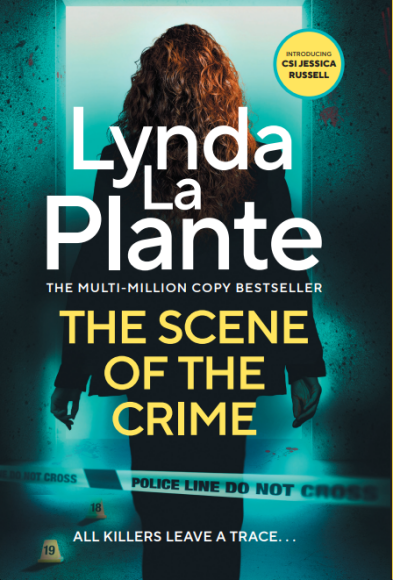 INTRODUCING
CSI JESSICA
RUSSELL
Lynda
La
Plante
THE MULTI-MILLION COPY BESTSELLER
THE SCENE
OF THE
CRIME
DO NOT CROSS
POLICE LINE DO NOT CROSS
18
ALL KILLERS LEAVE A TRACE...
19